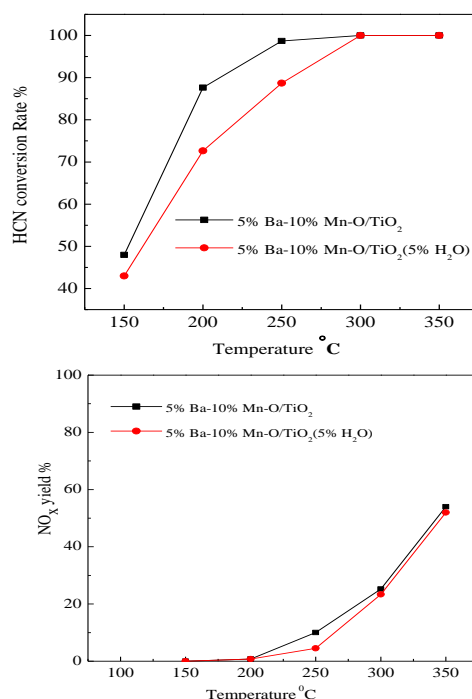 HCN conversion Rate %
100
90
80
70
60
50
40
5% Ba-10% Mn-O/TiO₂
5% Ba-10% Mn-O/TiO₂(5% H₂O)
150 200 250 300 350
Temperature °C
NOX yield %
100
80
60
40
20
0
5% Ba-10% Mn-O/TiO₂
5% Ba-10% Mn-O/TiO₂(5% H₂O)
100 150 200 250 300 350
Temperature °C